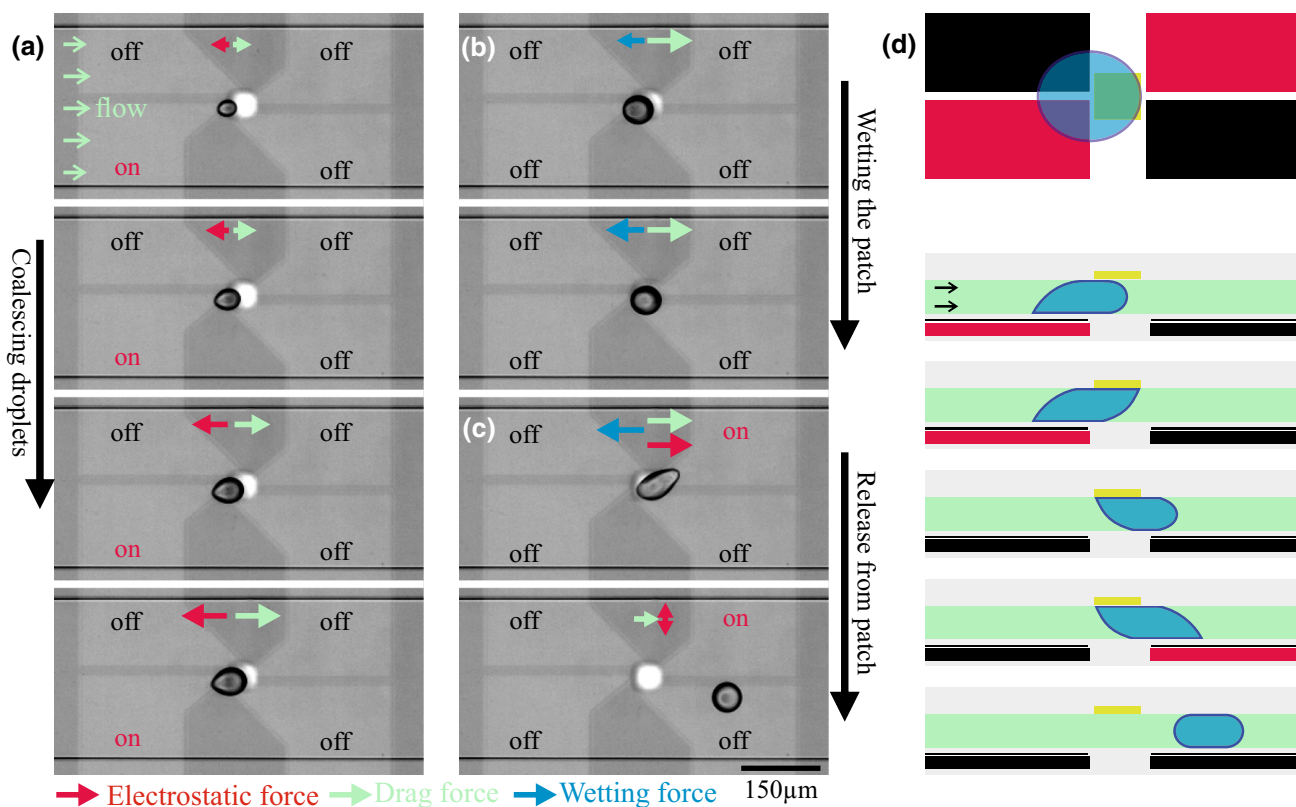 (a)
off
off
flow
on
off
off
off
on
off
off
off
on
off
off
off
on
off
Coalescing droplets
(b)
off
off
off
off
off
off
off
off
Wetting the patch
(c)
off
on
off
off
off
on
off
off
Release from patch
(d)
150μm
Electrostatic force
Drag force
Wetting force